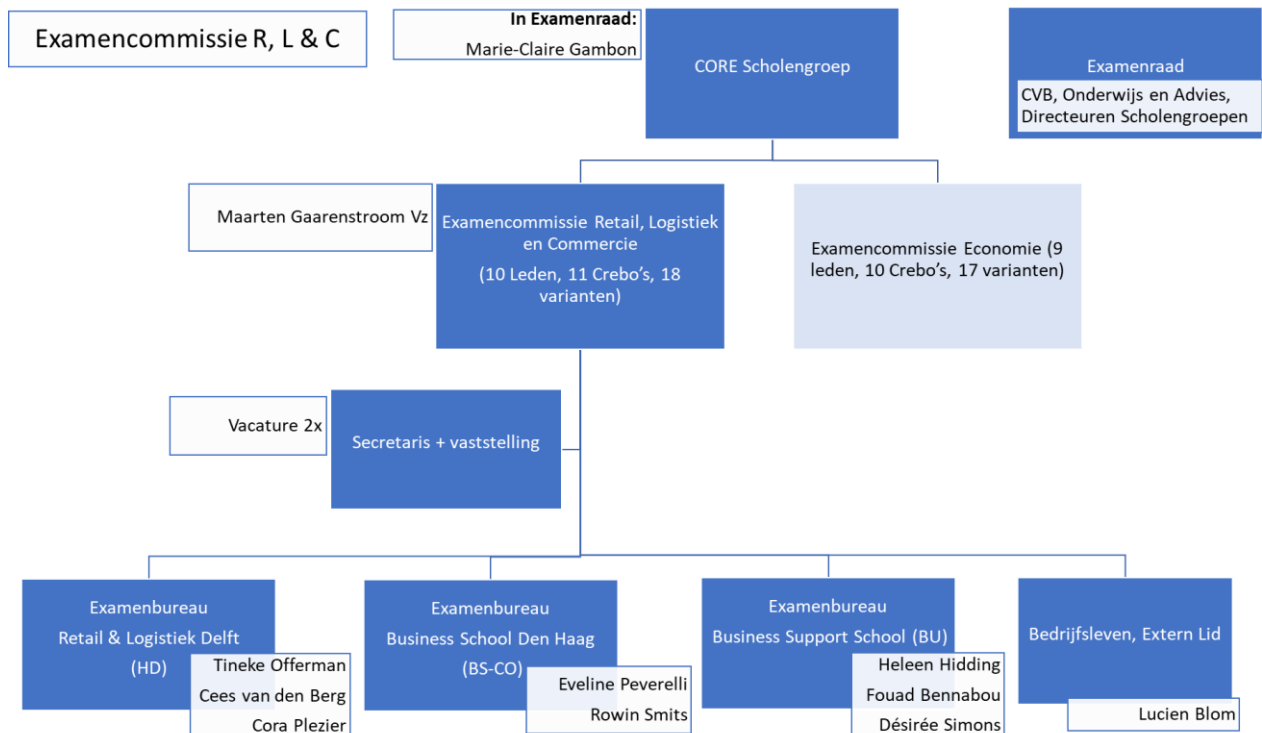 Examencommissie R, L & C
In Examenraad:
Marie-Claire Gambon
CORE Scholengroep
Examenraad
CVB, Onderwijs en Advies,
Directeuren Scholengroepen
Maarten Gaarenstroom Vz
Examencommissie Retail, Logistiek
en Commercie
(10 Leden, 11 Crebo’s, 18
varianten)
Examencommissie Economie (9
leden, 10 Crebo’s, 17 varianten)
Vacature 2x
Secretaris + vaststelling
Examenbureau
Retail & Logistiek Delft
(HD)
Tineke Offerman
Cees van den Berg
Cora Plezier
Examenbureau
Business School Den Haag
(BS-CO)
Eveline Peverelli
Rowin Smits
Examenbureau
Business Support School (BU)
Heleen Hidding
Fouad Bennabou
Désirée Simons
Bedrijfsleven, Extern Lid
Lucien Blom